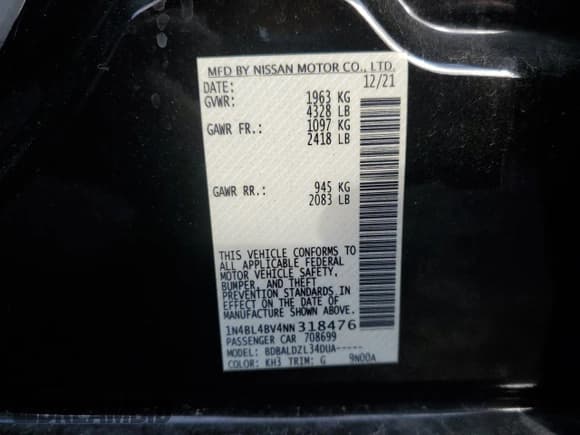 MFD BY NISSAN MOTOR CO., LTD.
DATE: 12/21
GVWR: 1963 KG
4328 LB
GAWR FR.: 1097 KG
2418 LB
GAWR RR.: 945 KG
2083 LB
THIS VEHICLE CONFORMS TO
ALL APPLICABLE FEDERAL
MOTOR VEHICLE SAFETY,
BUMPER, AND THEFT
PREVENTION STANDARDS IN
EFFECT ON THE DATE OF
MANUFACTURE SHOWN ABOVE.
1N4BL4BV4NN318476
PASSENGER CAR 708699
MODEL: BDBALDZL34DUA-----
COLOR: KH3 TRIM: G 9N00A
DREAMBID